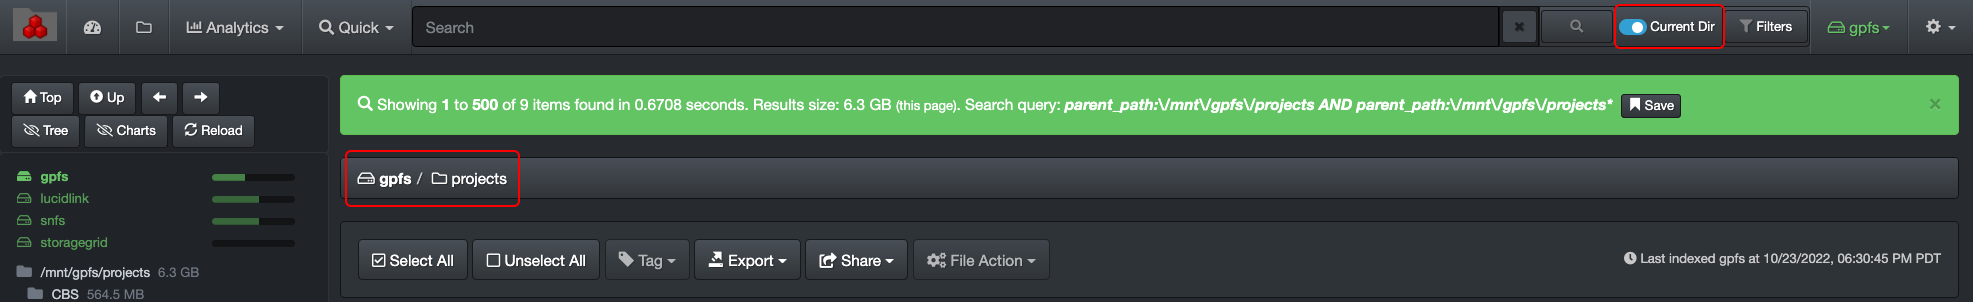 Analytics
Quick
Search
Current Dir
Filters
gpfs
Top
Up
Tree
Charts
Reload
Showing 1 to 500 of 9 items found in 0.6708 seconds. Results size: 6.3 GB (this page). Search query: parent_path:\/mnt\/gpfs\/projects AND parent_path:\/mnt\/gpfs\/projects* Save ×
gpfs / projects
gpfs
lucidlink
snfs
storagegrid
/mnt/gpfs/projects 6.3 GB
CBS 564.5 MB
Select All
Unselect All
Tag
Export
Share
File Action
Last indexed gpfs at 10/23/2022, 06:30:45 PM PDT